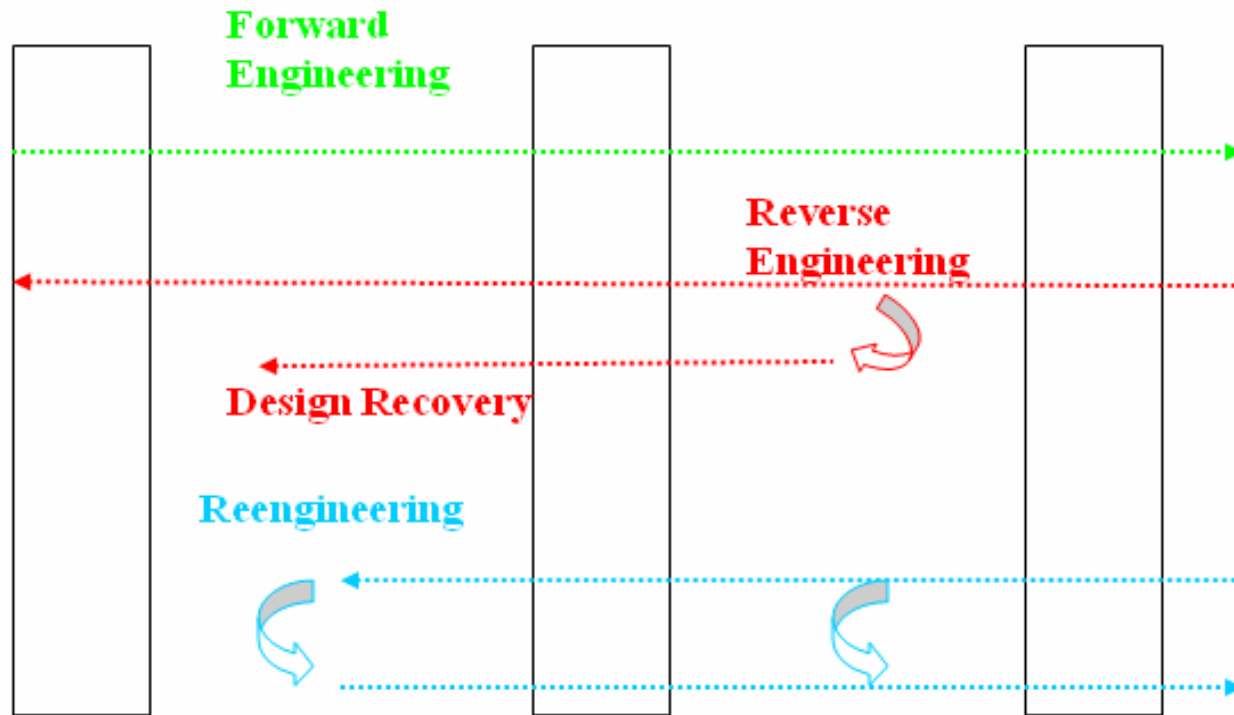 Forward
Engineering
Reverse
Engineering
Design Recovery
Reengineering